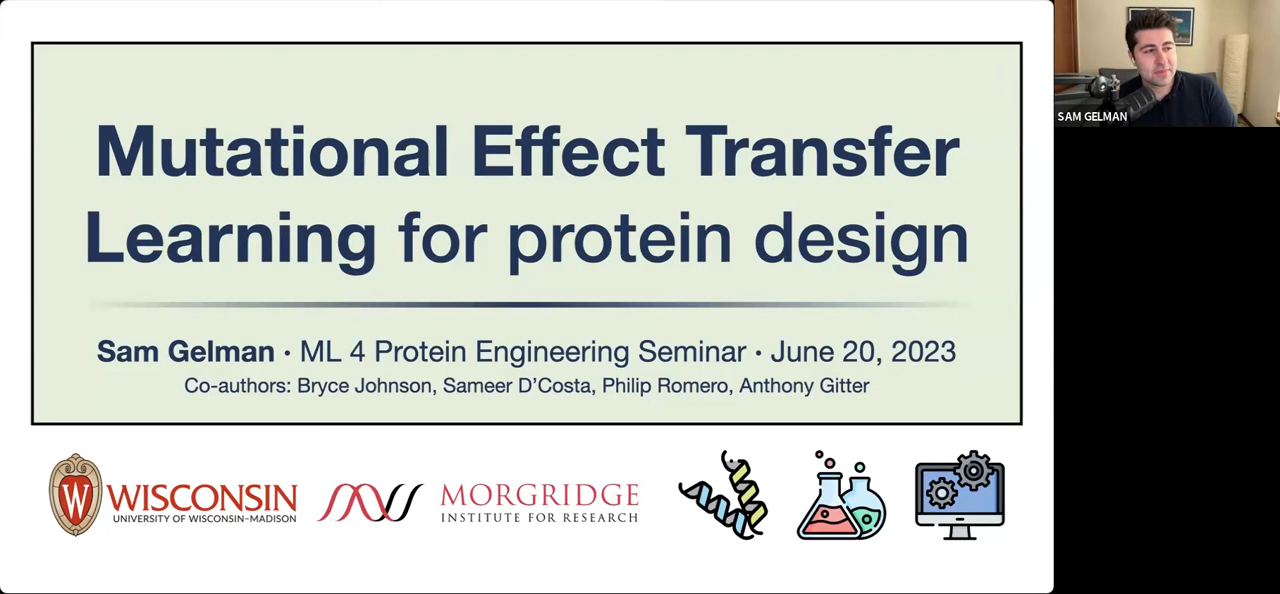 Mutational Effect Transfer
Learning for protein design
Sam Gelman · ML 4 Protein Engineering Seminar · June 20, 2023
Co-authors: Bryce Johnson, Sameer D’Costa, Philip Romero, Anthony Gitter
W WISCONSIN
UNIVERSITY OF WISCONSIN–MADISON
MORGRIDGE
INSTITUTE FOR RESEARCH
SAM GELMAN